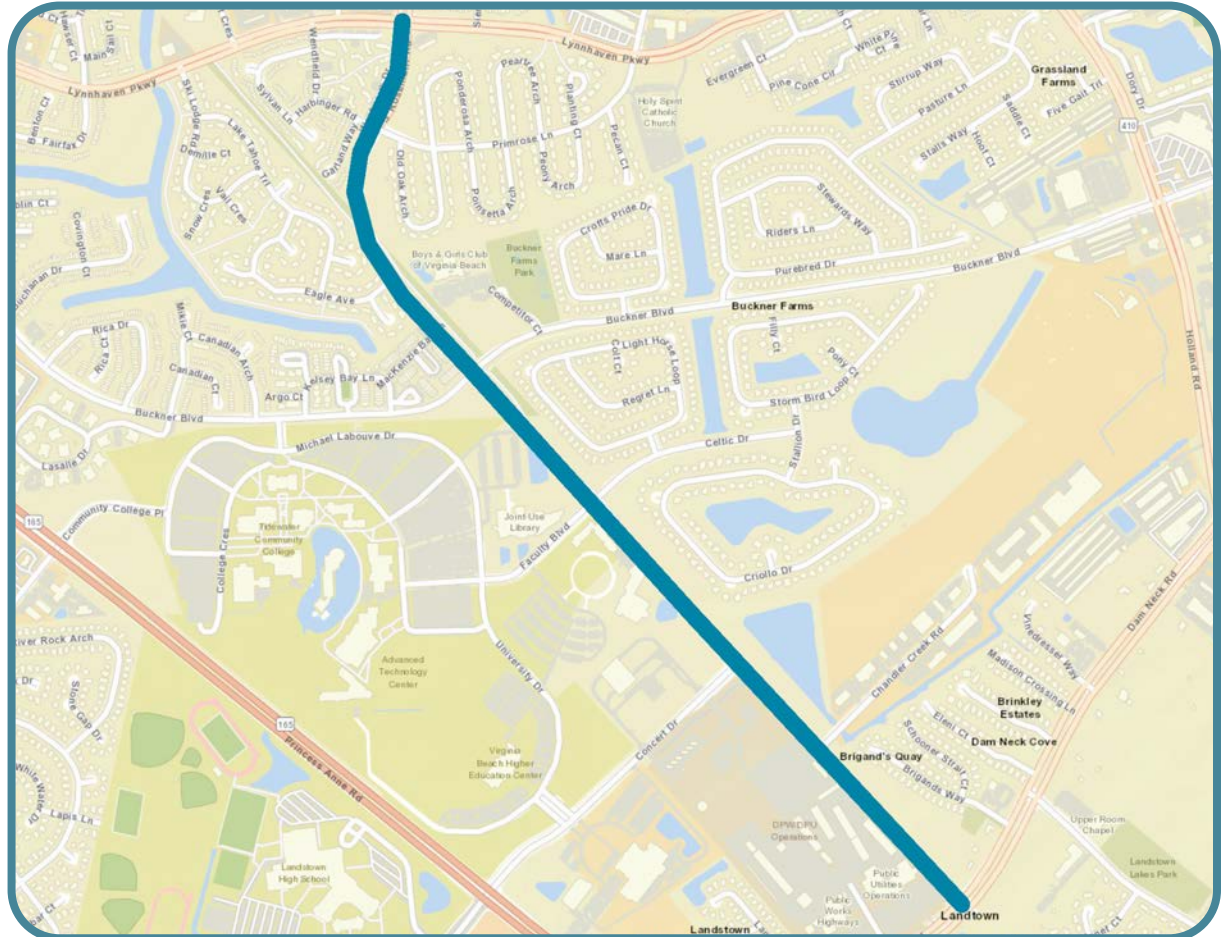 Main Sail Ct
Lynnhaven Pkwy
Lynnhaven Pkwy
Wendfield Dr
Harbinger Rd
Sylvan Ln
Garland Way
Ski Lodge Rd
Lake Tahoe Trl
Demille Ct
Vail Cres
Snow Cres
Benton Ct
Fairfax Dr
Covington Ct
Buchanan Dr
Eagle Ave
Ponderosa Arch
Peartree Arch
Planting Ct
Pecan Ct
Primrose Ln
Peony
Arch
Old Oak Arch
Poinsetta Arch
Holy Spirit
Catholic
Church
Evergreen Ct
Pine Cone Cir
White Pine
Ct
Stirrup Way
Pasture Ln
Saddle Ct
Stalls Way
Hoof Ct
Five Gait Trl
Grassland
Farms
Dory Dr
410
Holland Rd
Crofts Pride Dr
Mare Ln
Stewards Way
Riders Ln
Purebred Dr
Buckner Blvd
Buckner Farms
Buckner Blvd
Boys & Girls Club
of Virginia Beach
Buckner
Farms
Park
Competitor Ct
Rica Dr
Rica Ct
Mikie Ct
Canadian Arch
Canadian Ct
Kelsey Bay Ln
Argo Ct
Buckner Blvd
Lasalle Dr
Michael Labouve Dr
Colt Ct
Light Horse Loop
Regret Ln
Filly Ct
Pony Ct
Storm Bird Loop
Celtic Dr
Stallion Dr
Criollo Dr
Community College Pl
165
College Cres
Tidewater
Community
College
Joint-Use
Library
Faculty Blvd
Advanced
Technology
Center
University Dr
Virginia
Beach Higher
Education Center
165
Princess Anne Rd
Concert Dr
Chandler Creek Rd
Dam Neck Rd
Vinedresser Way
Madison Crossing Ln
Brinkley
Estates
Eleni Ct
Dam Neck Cove
Schooner Strait Ct
Brigand's Quay
Brigands Way
River Rock Arch
Stone Gap Dr
White Water Dr
Lapis Ln
Landstown
High School
DPW/DPU
Operations
Public
Utilities
Operations
Public
Works
Highways
Upper Room
Chapel
Landstown
Lakes Park
Landtown
Landstown